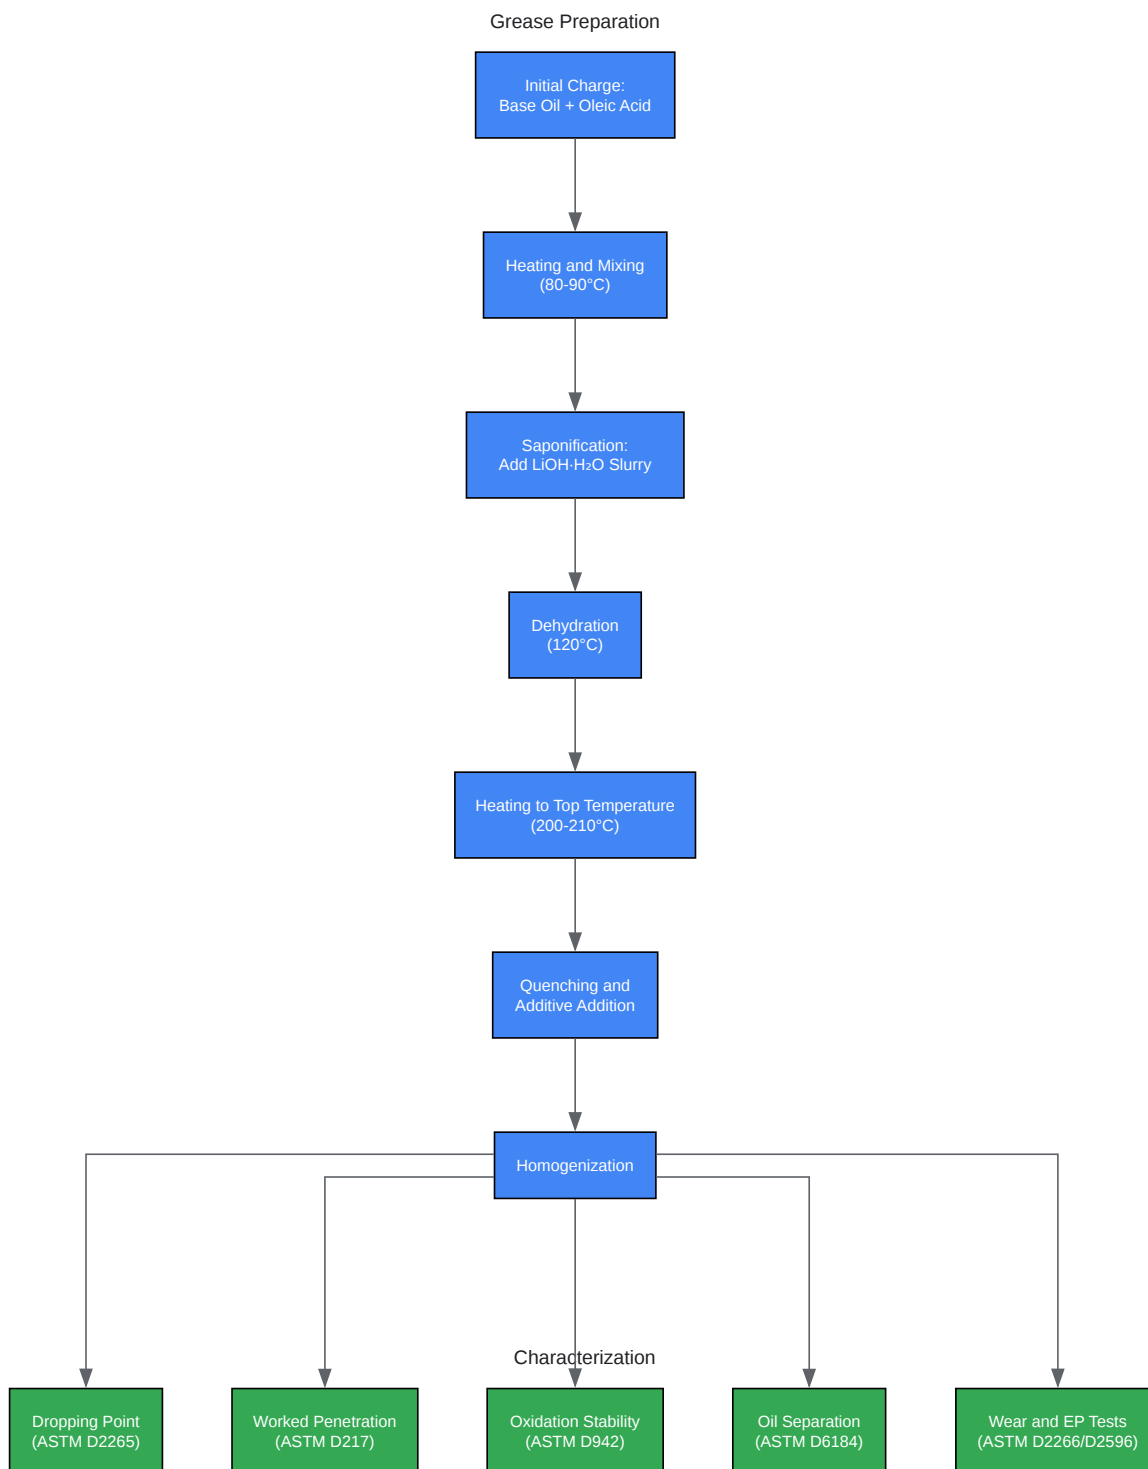 Grease Preparation
Initial Charge:
Base Oil + Oleic Acid
Heating and Mixing
(80-90°C)
Saponification:
Add LiOH·H₂O Slurry
Dehydration
(120°C)
Heating to Top Temperature
(200-210°C)
Quenching and
Additive Addition
Homogenization
Characterization
Dropping Point
(ASTM D2265)
Worked Penetration
(ASTM D217)
Oxidation Stability
(ASTM D942)
Oil Separation
(ASTM D6184)
Wear and EP Tests
(ASTM D2266/D2596)